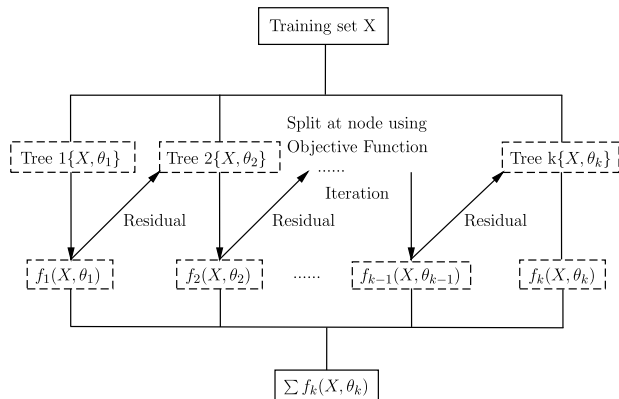 Training set X
Split at node using
Objective Function
Tree 1{X, θ₁}
Tree 2{X, θ₂}
......
Tree k{X, θₖ}
Iteration
Residual
Residual
Residual
f₁(X, θ₁)
f₂(X, θ₂)
......
fₖ₋₁(X, θₖ₋₁)
fₖ(X, θₖ)
∑ fₖ(X, θₖ)